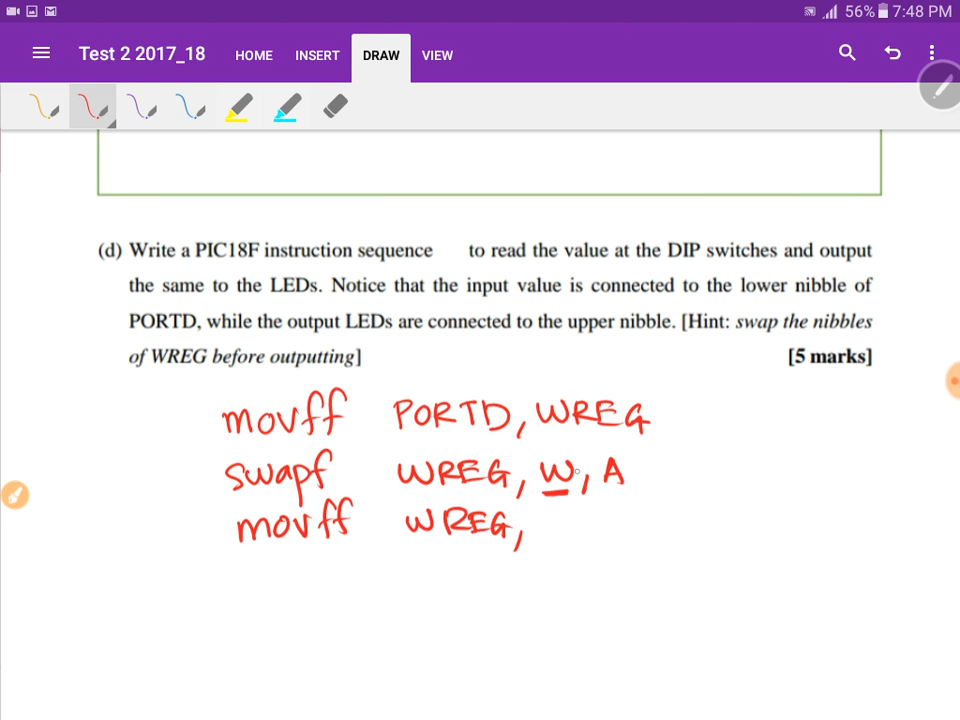 56% 7:48 PM
Test 2 2017_18 HOME INSERT DRAW VIEW
(d) Write a PIC18F instruction sequence to read the value at the DIP switches and output
the same to the LEDs. Notice that the input value is connected to the lower nibble of
PORTD, while the output LEDs are connected to the upper nibble. [Hint: swap the nibbles
of WREG before outputting] [5 marks]
movff PORTD, WREG
swapf WREG, W, A
movff WREG,